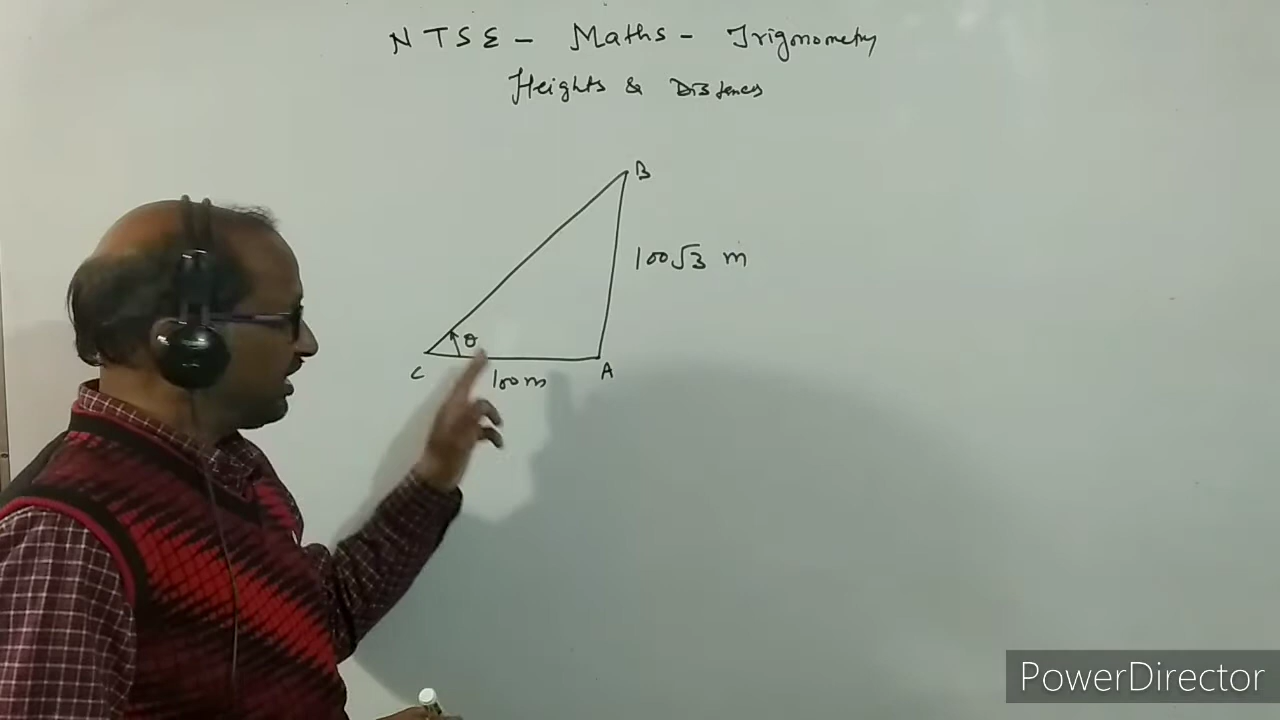 NTSE - Maths - Trigonometry
Heights & Distances
B
100√3 m
θ
C 100m A
PowerDirector